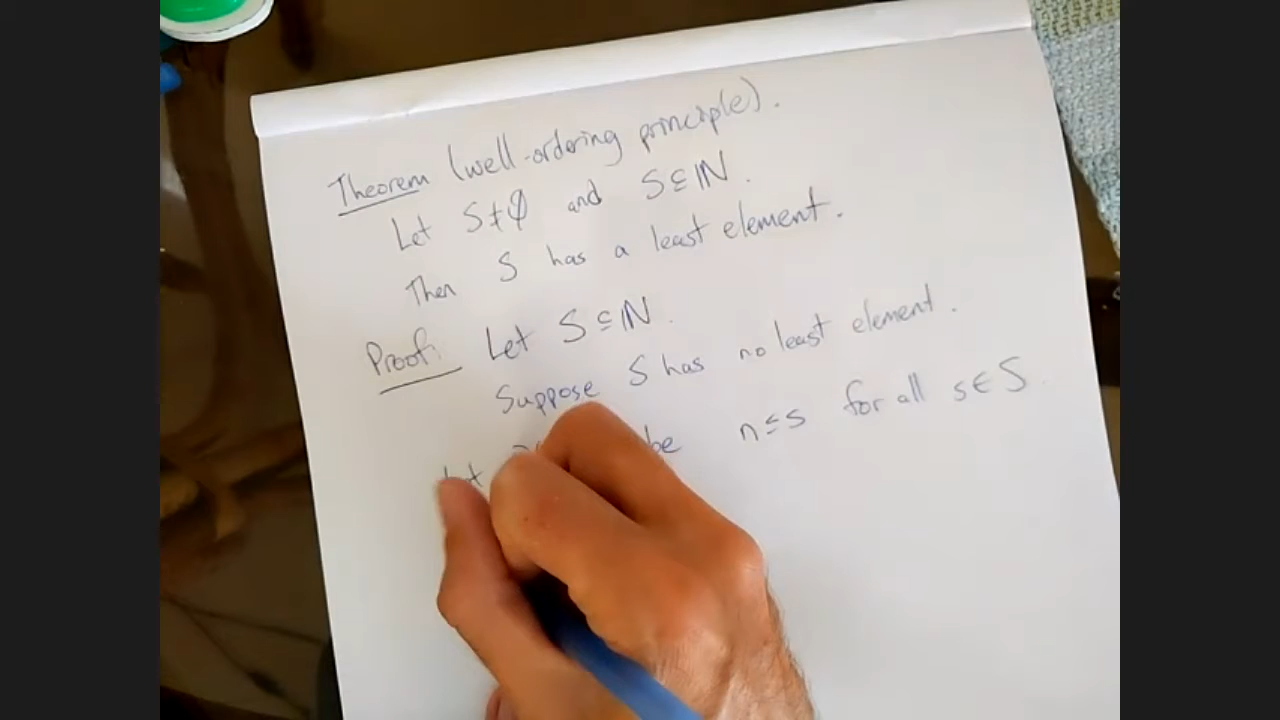 Theorem (well-ordering principle).
Let S≠∅ and S⊆ℕ.
Then S has a least element.
Proof: Let S⊆ℕ.
Suppose S has no least element.
Let be n≤s for all s∈S